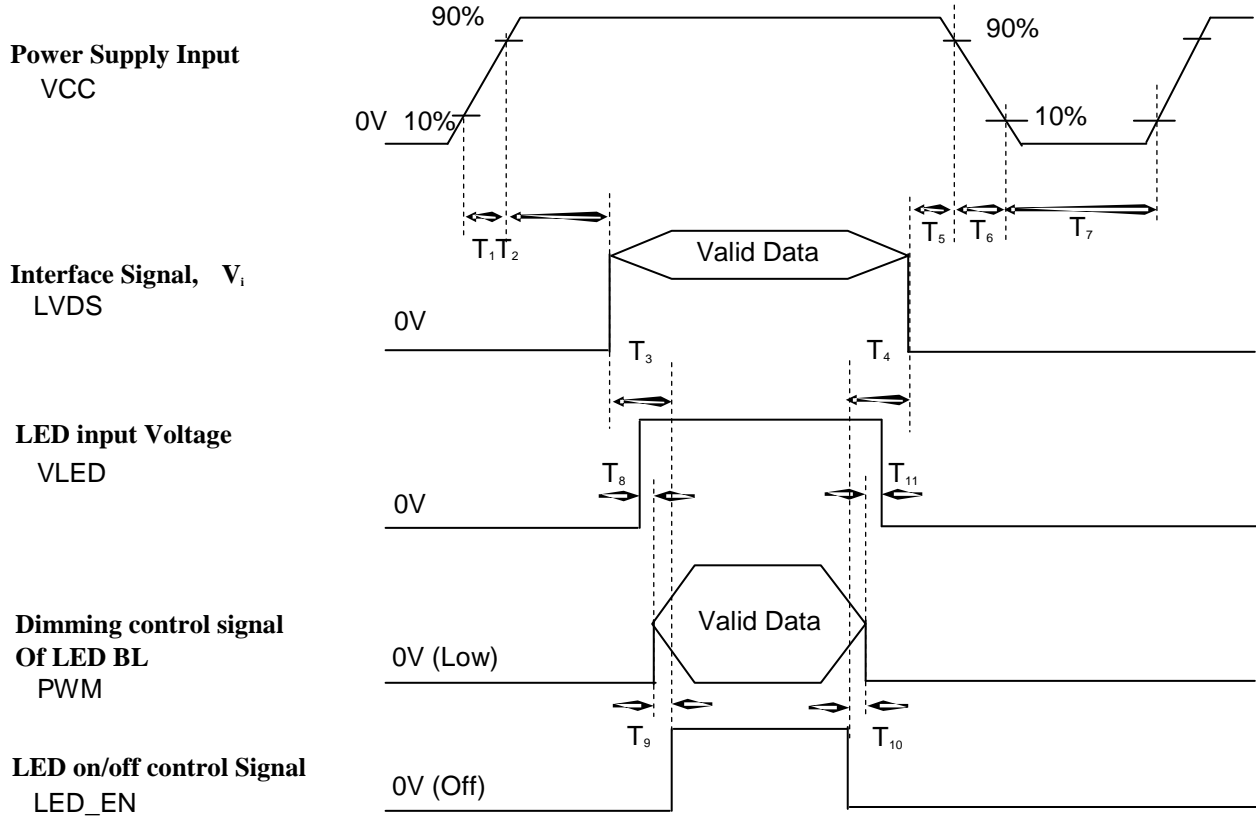 90%
90%
Power Supply Input
VCC
0V 10%
10%
T₁T₂
T₅
T₆
T₇
Valid Data
Interface Signal, Vᵢ
LVDS
0V
T₃
T₄
LED input Voltage
VLED
T₈
T₁₁
0V
Dimming control signal
Of LED BL
PWM
Valid Data
0V (Low)
T₉
T₁₀
LED on/off control Signal
LED_EN
0V (Off)